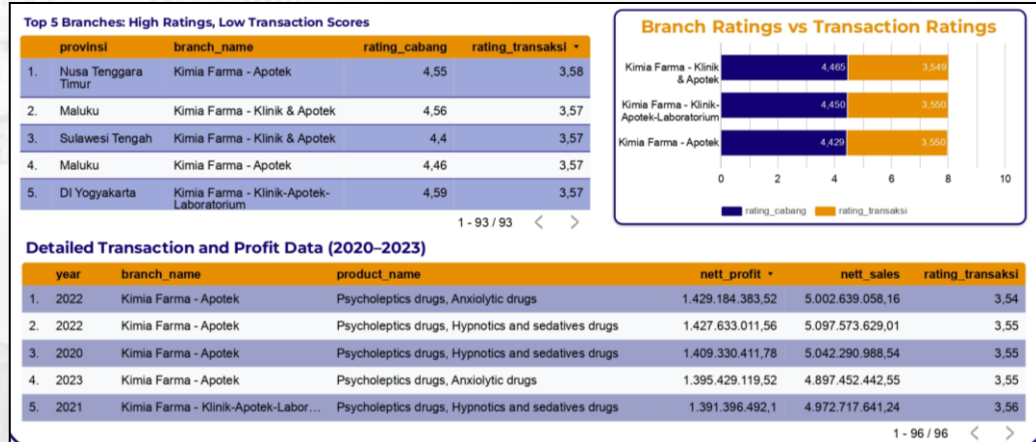 Top 5 Branches: High Ratings, Low Transaction Scores
provinsi branch_name rating_cabang rating_transaksi
1. Nusa Tenggara Timur Kimia Farma - Apotek 4,55 3,58
2. Maluku Kimia Farma - Klinik & Apotek 4,56 3,57
3. Sulawesi Tengah Kimia Farma - Klinik & Apotek 4,4 3,57
4. Maluku Kimia Farma - Apotek 4,46 3,57
5. DI Yogyakarta Kimia Farma - Klinik-Apotek-Laboratorium 4,59 3,57
1 - 93 / 93 < >
Branch Ratings vs Transaction Ratings
Kimia Farma - Klinik & Apotek 4,465 3,549
Kimia Farma - Klinik-Apotek-Laboratorium 4,450 3,550
Kimia Farma - Apotek 4,429 3,550
0 2 4 6 8 10
rating_cabang rating_transaksi
Detailed Transaction and Profit Data (2020–2023)
year branch_name product_name nett_profit nett_sales rating_transaksi
1. 2022 Kimia Farma - Apotek Psycholeptics drugs, Anxiolytic drugs 1.429.184.383,52 5.002.639.058,16 3,54
2. 2022 Kimia Farma - Apotek Psycholeptics drugs, Hypnotics and sedatives drugs 1.427.633.011,56 5.097.573.629,01 3,55
3. 2020 Kimia Farma - Apotek Psycholeptics drugs, Hypnotics and sedatives drugs 1.409.330.411,78 5.042.290.988,54 3,55
4. 2023 Kimia Farma - Apotek Psycholeptics drugs, Anxiolytic drugs 1.395.429.119,52 4.897.452.442,55 3,55
5. 2021 Kimia Farma - Klinik-Apotek-Labor... Psycholeptics drugs, Hypnotics and sedatives drugs 1.391.396.492,1 4.972.717.641,24 3,56
1 - 96 / 96 < >